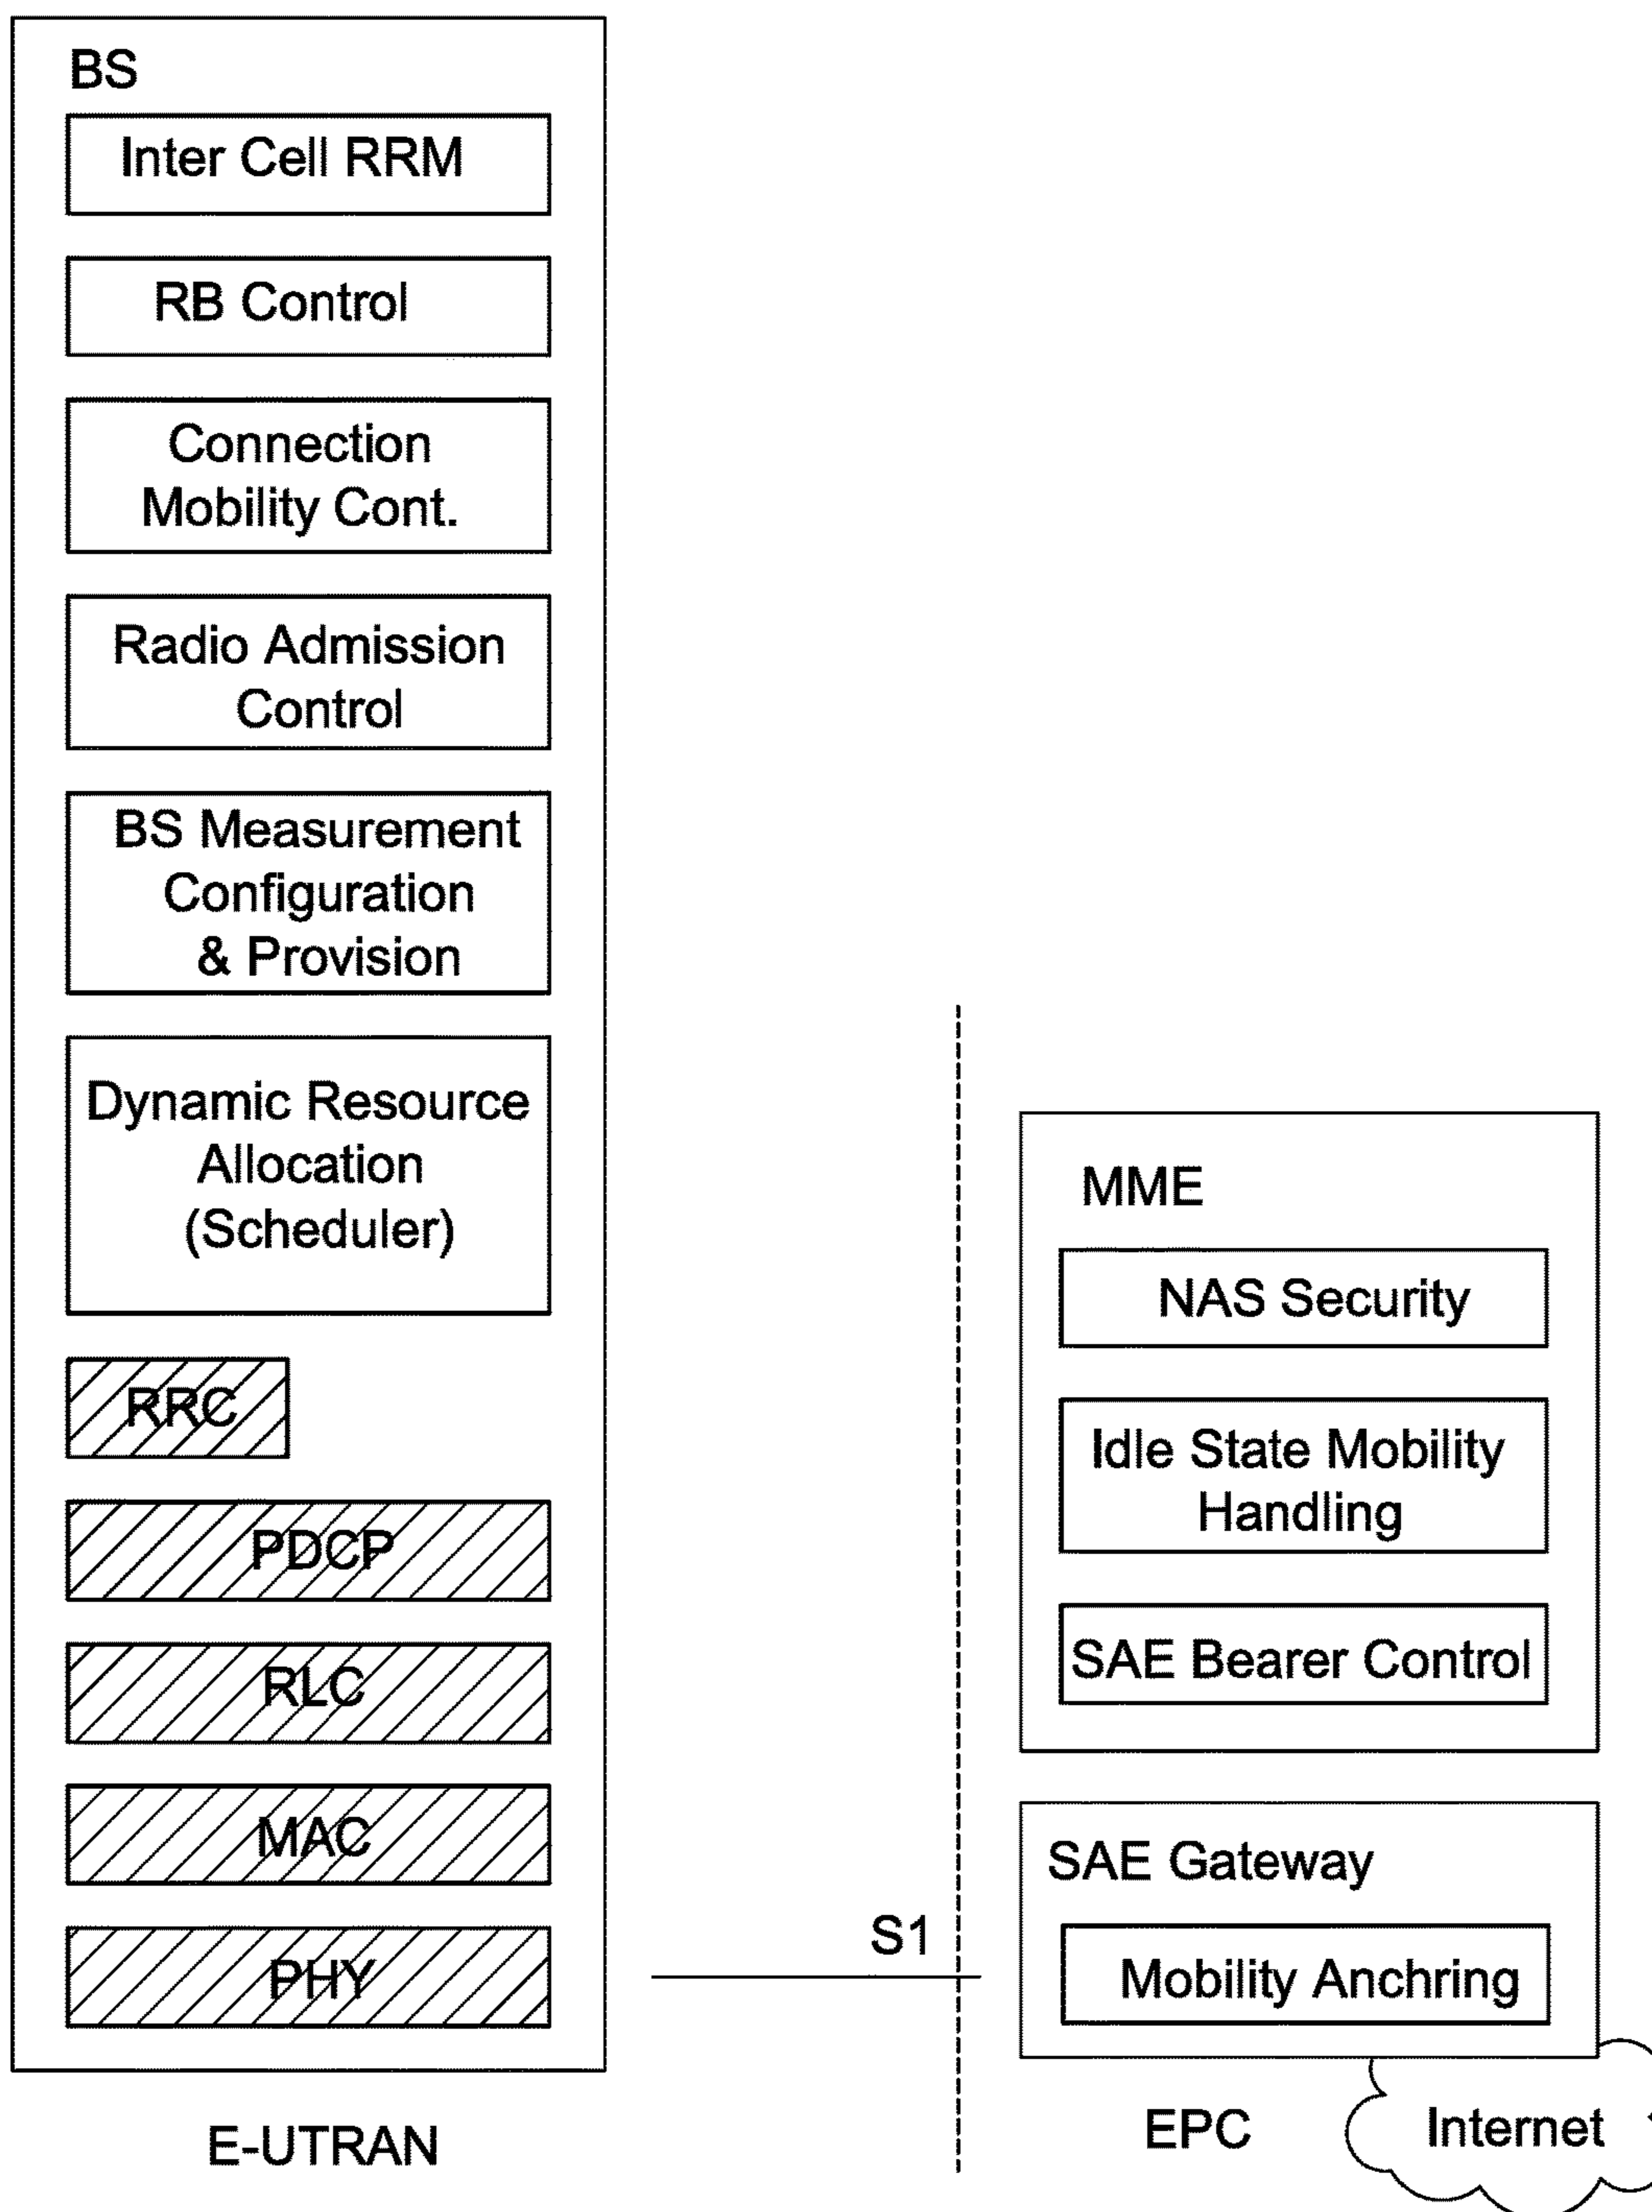 BS
Inter Cell RRM
RB Control
Connection
Mobility Cont.
Radio Admission
Control
BS Measurement
Configuration
& Provision
Dynamic Resource
Allocation
(Scheduler)
RRC
PDCP
RLC
MAC
PHY
E-UTRAN
S1
MME
NAS Security
Idle State Mobility
Handling
SAE Bearer Control
SAE Gateway
Mobility Anchring
EPC
Internet